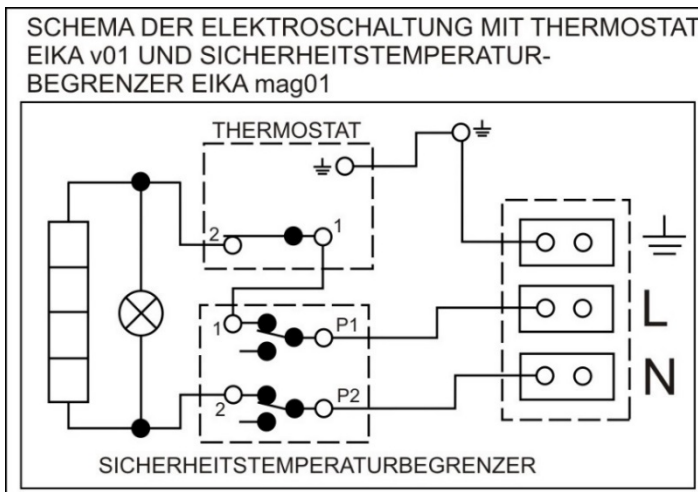 SCHEMA DER ELEKTROSCHALTUNG MIT THERMOSTAT
EIKA v01 UND SICHERHEITSTEMPERATUR-
BEGRENZER EIKA mag01
THERMOSTAT
2 1
1 P1 L
2 P2 N
SICHERHEITSTEMPERATURBEGRENZER